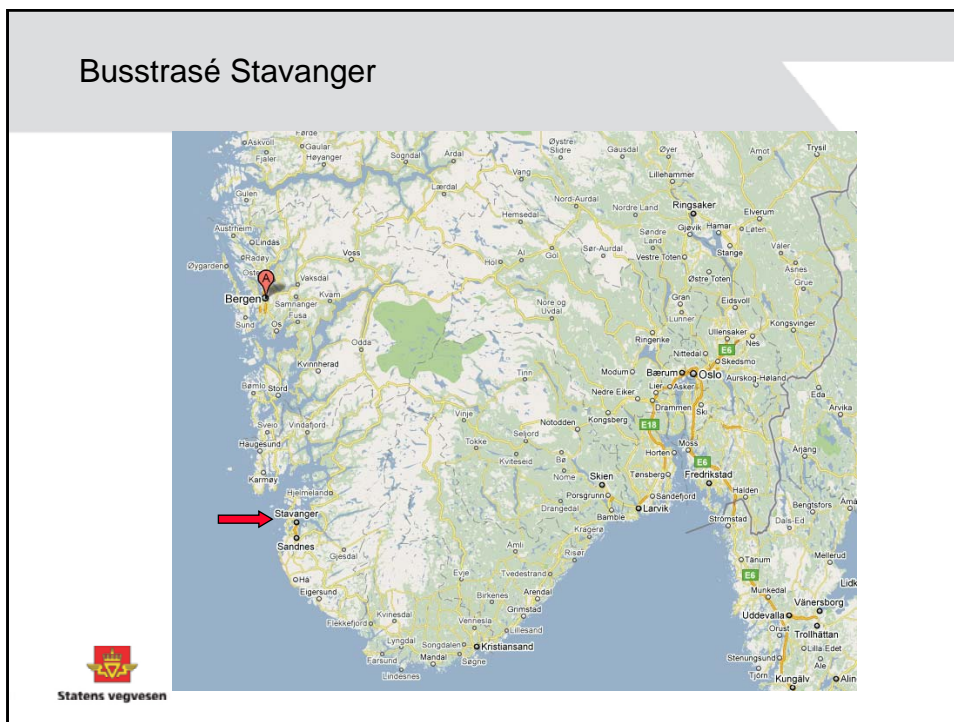 Busstrasé Stavanger
Førde
Askvoll
Gaular
Fjaler
Høyanger
Sogndal
Årdal
Øystre
Slidre
Gausdal
Øyer
Åmot
Trysil
Vang
Lillehammer
Gulen
Lærdal
Nord-Aurdal
Nordre Land
Ringsaker
Elverum
Hemsedal
Gjøvik
Hamar
Løten
Austrheim
Lindås
Søndre
Land
Stange
Våler
Radøy
Voss
Hol
Ål
Gol
Sør-Aurdal
Vestre Toten
Åsnes
Øygarden
Vaksdal
Østre Toten
Grue
A
Bergen
Samnanger
Kvam
Nore og
Uvdal
Gran
Eidsvoll
Lunner
Kongsvinger
Sund
Os
Fusa
Ullensaker
Ringerike
E6
Nes
Odda
Nittedal
Skedsmo
Kvinnherad
Tinn
Modum
Bærum
Oslo
Aurskog-Høland
Bømlo
Stord
Nedre Eiker
Lier
Asker
Eda
Drammen
Ski
Arvika
Vinje
Kongsberg
E18
Sveio
Vindafjord
Notodden
Seljord
Tokke
Moss
Haugesund
Horten
Kviteseid
Bø
E6
Årjäng
Karmøy
Nome
Skien
Tønsberg
Fredrikstad
Hjelmeland
Halden
Porsgrunn
Sandefjord
Bengtsfors
Stavanger
Drangedal
Bamble
Larvik
Strömstad
Dals-Ed
Kragerø
Sandnes
Gjesdal
Åmli
Risør
Tanum
Mellerud
Hå
Evje
Tvedestrand
E6
Lidk
Eigersund
Birkenes
Arendal
Munkedal
Vänersborg
Grimstad
Kvinesdal
Vennesla
Uddevalla
Flekkefjord
Lillesand
Orust
Trollhättan
Lyngdal
Songdalen
Kristiansand
Lilla Edet
Farsund
Mandal
Søgne
Stenungsund
Ale
Lindesnes
Tjörn
Kungälv
Alin
Statens vegvesen